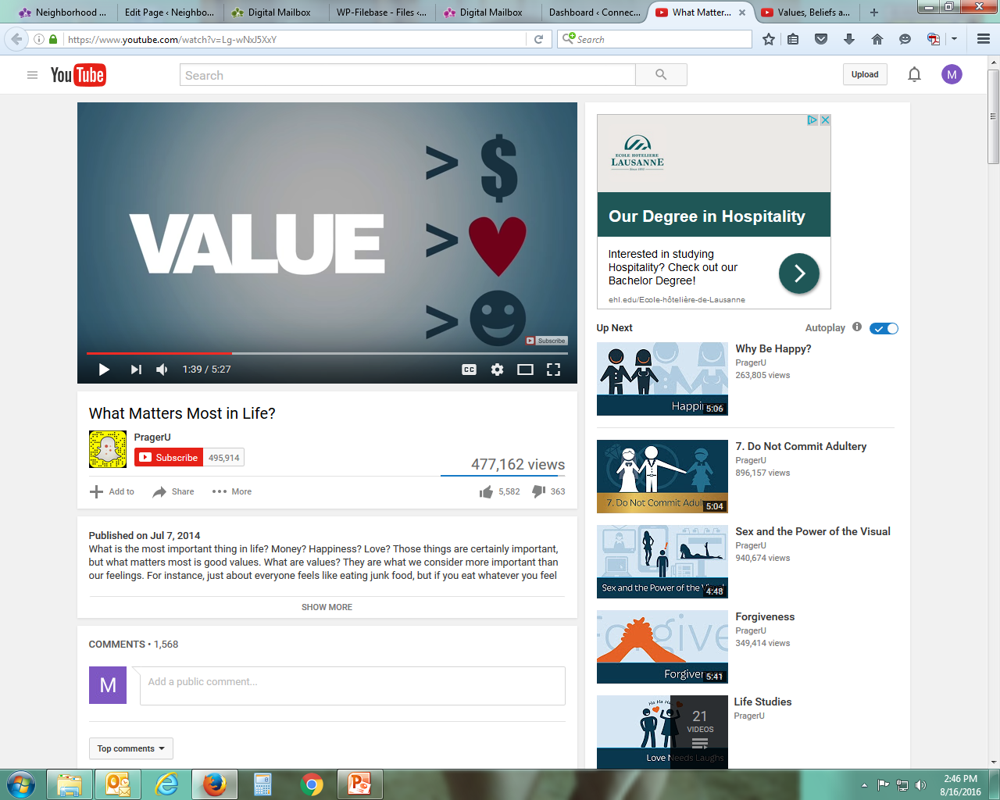 Neighborhood ...
Edit Page ‹ Neighbo...
Digital Mailbox
WP-Filebase - Files ‹...
Digital Mailbox
Dashboard ‹ Connec...
What Matter...
Values, Beliefs a...
https://www.youtube.com/watch?v=Lg-wNxJ5XxY
Search
YouTube
Search
Upload
M
VALUE
> $
>
>
Subscribe
1:39 / 5:27
CC
What Matters Most in Life?
PragerU
Subscribe 495,914
477,162 views
Add to
Share
More
5,582
363
Published on Jul 7, 2014
What is the most important thing in life? Money? Happiness? Love? Those things are certainly important,
but what matters most is good values. What are values? They are what we consider more important than
our feelings. For instance, just about everyone feels like eating junk food, but if you eat whatever you feel
SHOW MORE
COMMENTS • 1,568
M
Add a public comment...
Top comments
ECOLE HOTELIERE
LAUSANNE
Since 1893
Our Degree in Hospitality
Interested in studying
Hospitality? Check out our
Bachelor Degree!
ehl.edu/Ecole-hôtelière-de-Lausanne
Up Next
Autoplay
Happin
5:06
Why Be Happy?
PragerU
263,805 views
7. Do Not Commit Adul
5:04
7. Do Not Commit Adultery
PragerU
896,157 views
Sex and the Power of the Visual
4:48
Sex and the Power of the Visual
PragerU
940,674 views
Forgive
Forgiven
5:41
Forgiveness
PragerU
349,414 views
Ha Ha Ha
Love Needs Laughs
21
VIDEOS
Life Studies
PragerU
2:46 PM
8/16/2016